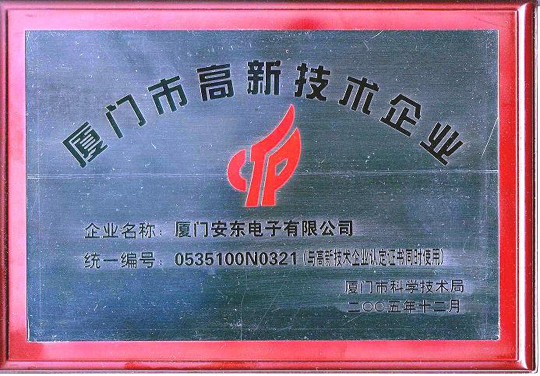 厦门市高新技术企业
企业名称：厦门安东电子有限公司
统一编号：0535100N0321（与高新技术企业认定证书同时使用）
厦门市科学技术局
二○○五年十二月